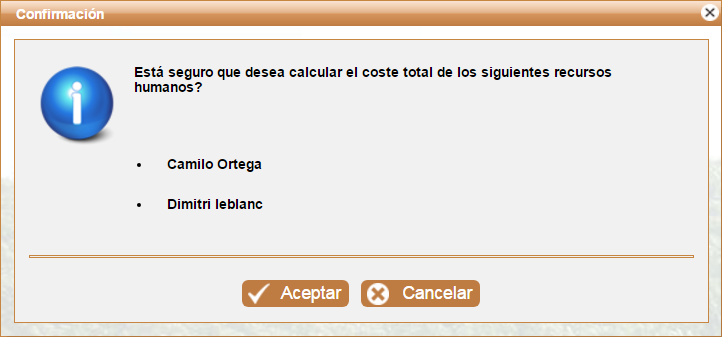 Confirmación
Está seguro que desea calcular el coste total de los siguientes recursos
humanos?
• Camilo Ortega
• Dimitri leblanc
Aceptar
Cancelar